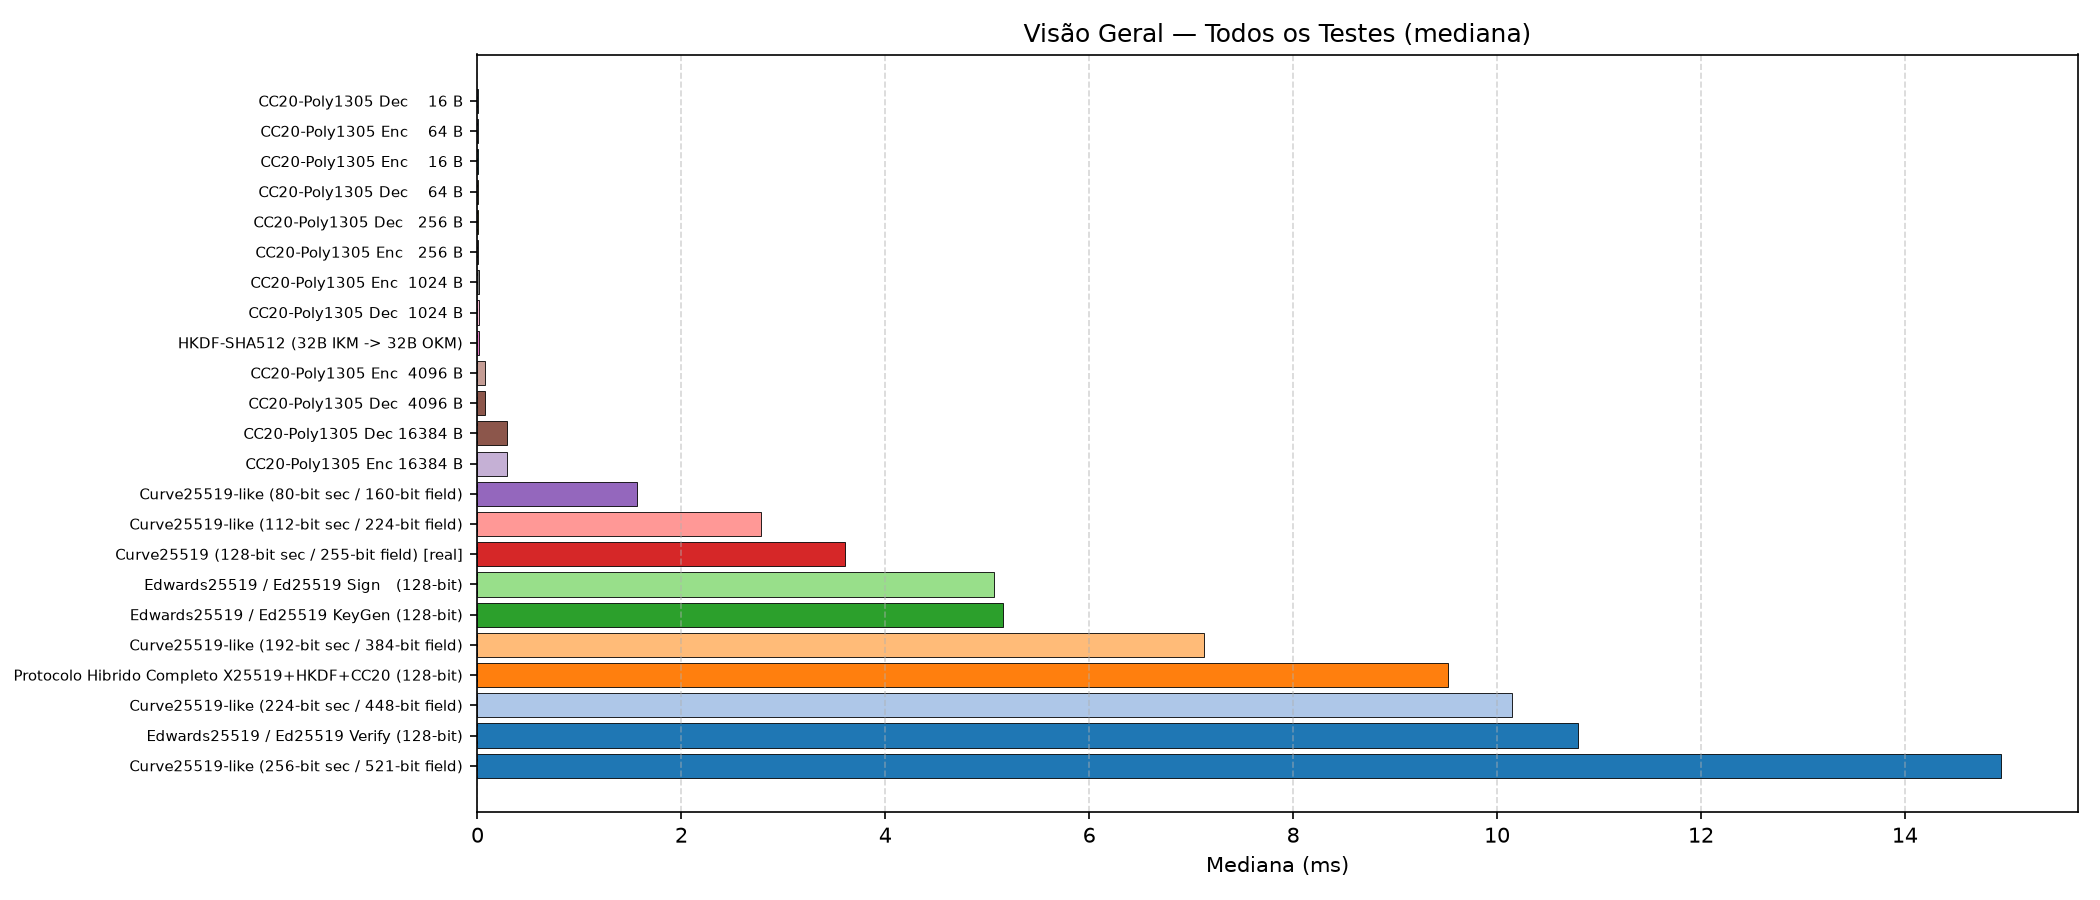 Visão Geral — Todos os Testes (mediana)
CC20-Poly1305 Dec    16 B
CC20-Poly1305 Enc    64 B
CC20-Poly1305 Enc    16 B
CC20-Poly1305 Dec    64 B
CC20-Poly1305 Dec   256 B
CC20-Poly1305 Enc   256 B
CC20-Poly1305 Enc  1024 B
CC20-Poly1305 Dec  1024 B
HKDF-SHA512 (32B IKM -> 32B OKM)
CC20-Poly1305 Enc  4096 B
CC20-Poly1305 Dec  4096 B
CC20-Poly1305 Dec 16384 B
CC20-Poly1305 Enc 16384 B
Curve25519-like (80-bit sec / 160-bit field)
Curve25519-like (112-bit sec / 224-bit field)
Curve25519 (128-bit sec / 255-bit field) [real]
Edwards25519 / Ed25519 Sign   (128-bit)
Edwards25519 / Ed25519 KeyGen (128-bit)
Curve25519-like (192-bit sec / 384-bit field)
Protocolo Hibrido Completo X25519+HKDF+CC20 (128-bit)
Curve25519-like (224-bit sec / 448-bit field)
Edwards25519 / Ed25519 Verify (128-bit)
Curve25519-like (256-bit sec / 521-bit field)
0 2 4 6 8 10 12 14
Mediana (ms)